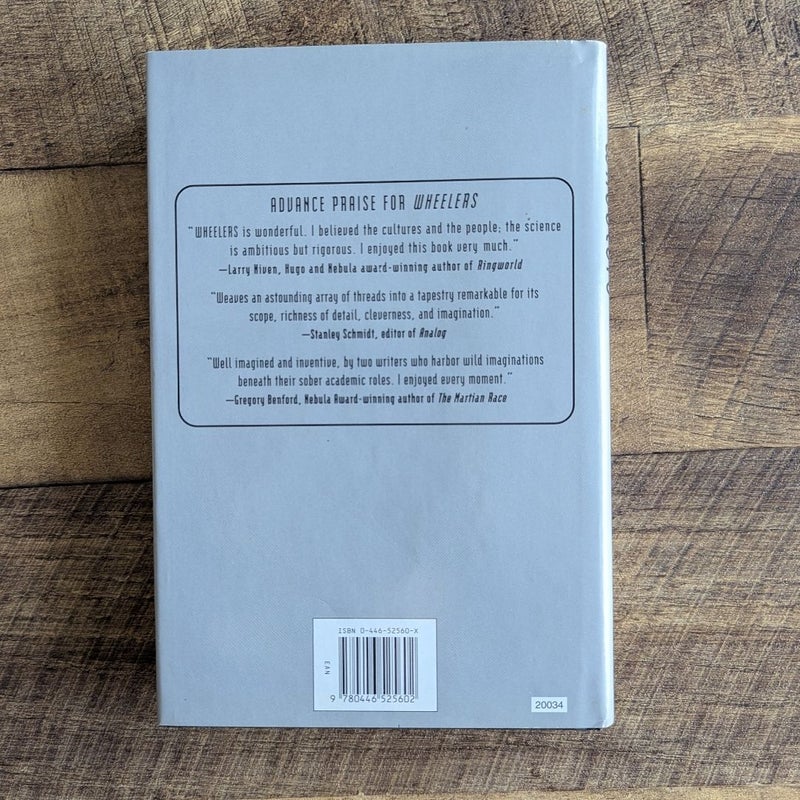 ADVANCE PRAISE FOR WHEELERS
"WHEELERS is wonderful. I believed the cultures and the people; the science
is ambitious but rigorous. I enjoyed this book very much."
—Larry Niven, Hugo and Nebula award-winning author of Ringworld
"Weaves an astounding array of threads into a tapestry remarkable for its
scope, richness of detail, cleverness, and imagination."
—Stanley Schmidt, editor of Analog
"Well imagined and inventive, by two writers who harbor wild imaginations
beneath their sober academic roles. I enjoyed every moment."
—Gregory Benford, Nebula Award-winning author of The Martian Race
ISBN 0-446-52560-X
EAN
9 780446 525602
20034